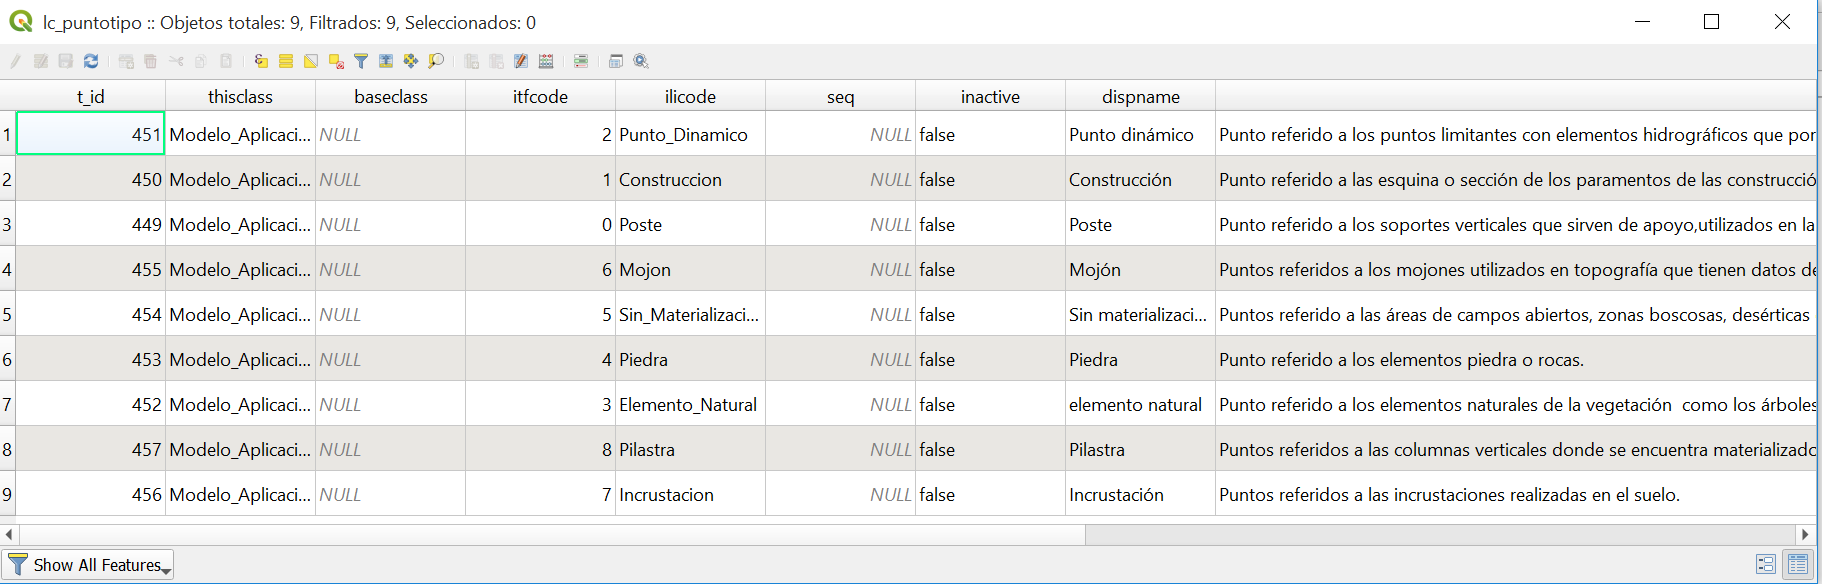 lc_puntotipo :: Objetos totales: 9, Filtrados: 9, Seleccionados: 0
t_id thisclass baseclass itfcode ilicode seq inactive dispname
1 451 Modelo_Aplicaci... NULL 2 Punto_Dinamico NULL false Punto dinámico Punto referido a los puntos limitantes con elementos hidrográficos que por
2 450 Modelo_Aplicaci... NULL 1 Construccion NULL false Construcción Punto referido a las esquina o sección de los paramentos de las construcció
3 449 Modelo_Aplicaci... NULL 0 Poste NULL false Poste Punto referido a los soportes verticales que sirven de apoyo,utilizados en la
4 455 Modelo_Aplicaci... NULL 6 Mojon NULL false Mojón Puntos referidos a los mojones utilizados en topografía que tienen datos de
5 454 Modelo_Aplicaci... NULL 5 Sin_Materializaci... NULL false Sin materializaci... Puntos referido a las áreas de campos abiertos, zonas boscosas, desérticas
6 453 Modelo_Aplicaci... NULL 4 Piedra NULL false Piedra Punto referido a los elementos piedra o rocas.
7 452 Modelo_Aplicaci... NULL 3 Elemento_Natural NULL false elemento natural Punto referido a los elementos naturales de la vegetación  como los árboles
8 457 Modelo_Aplicaci... NULL 8 Pilastra NULL false Pilastra Puntos referidos a las columnas verticales donde se encuentra materializado
9 456 Modelo_Aplicaci... NULL 7 Incrustacion NULL false Incrustación Puntos referidos a las incrustaciones realizadas en el suelo.
Show All Features